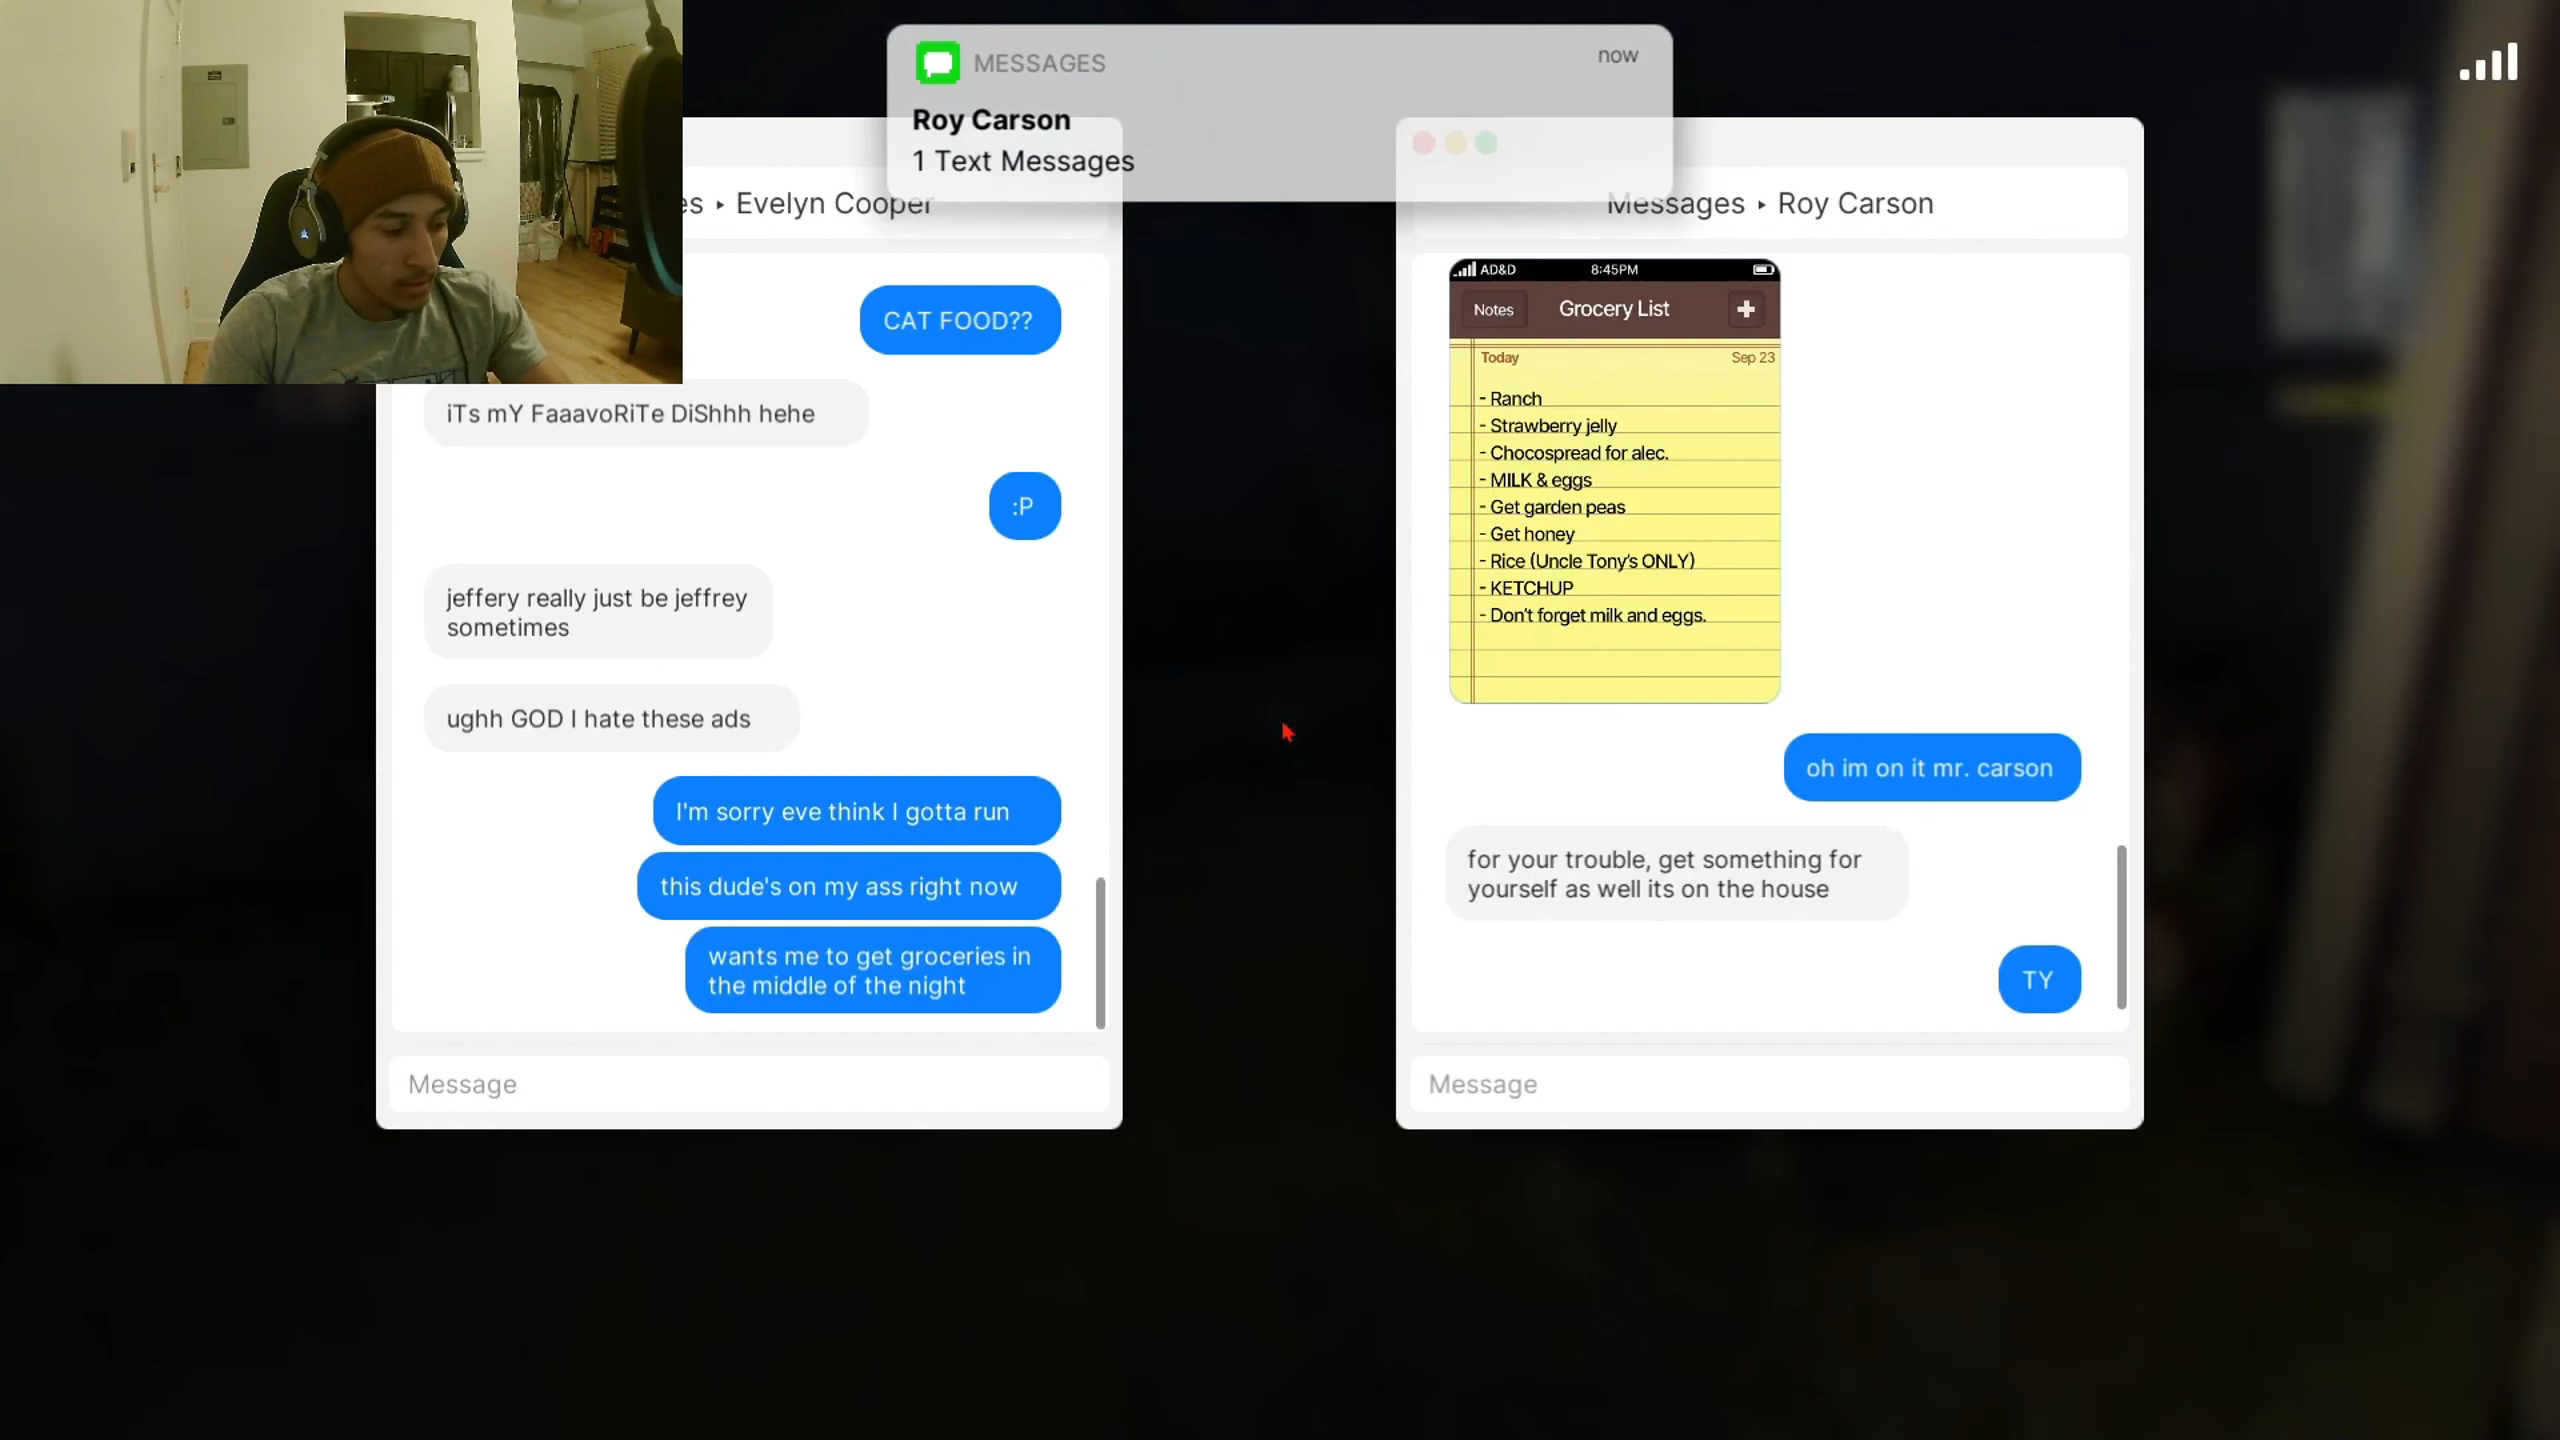 MESSAGES
now
Roy Carson
1 Text Messages
es ▸ Evelyn Cooper
CAT FOOD??
iTs mY FaaavoRiTe DiShhh hehe
:P
jeffery really just be jeffrey
sometimes
ughh GOD I hate these ads
I'm sorry eve think I gotta run
this dude's on my ass right now
wants me to get groceries in
the middle of the night
Message
Messages ▸ Roy Carson
AD&D 8:45PM
Notes Grocery List
Today Sep 23
- Ranch
- Strawberry jelly
- Chocospread for alec.
- MILK & eggs
- Get garden peas
- Get honey
- Rice (Uncle Tony's ONLY)
- KETCHUP
- Don't forget milk and eggs.
oh im on it mr. carson
for your trouble, get something for
yourself as well its on the house
TY
Message